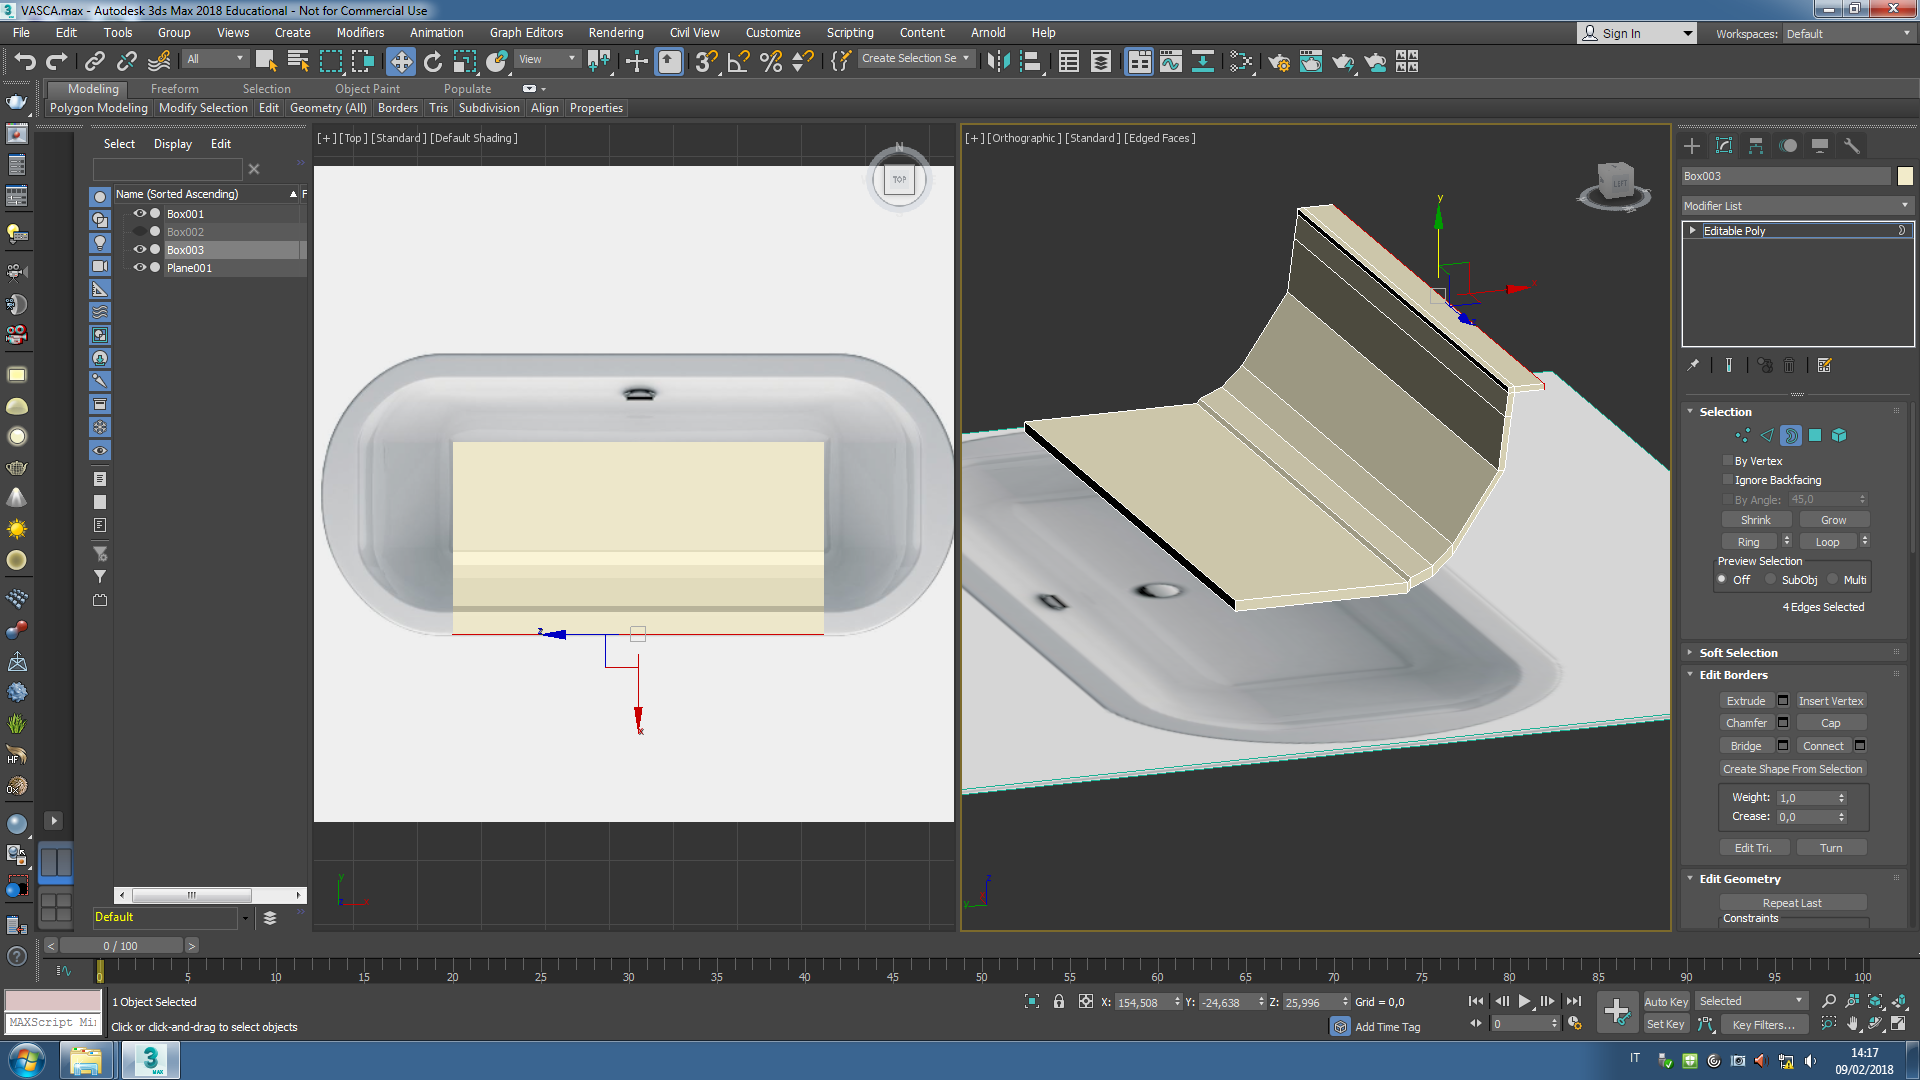 VASCA.max - Autodesk 3ds Max 2018 Educational - Not for Commercial Use
File Edit Tools Group Views Create Modifiers Animation Graph Editors Rendering Civil View Customize Scripting Content Arnold Help
Sign In
Workspaces: Default
All
View
Create Selection Se
Modeling Freeform Selection Object Paint Populate
Polygon Modeling Modify Selection Edit Geometry (All) Borders Tris Subdivision Align Properties
Select Display Edit
Name (Sorted Ascending) F
Box001
Box002
Box003
Plane001
Default
[+] [Top] [Standard] [Default Shading]
N
TOP
z
x
y
[+] [Orthographic] [Standard] [Edged Faces]
LEFT
y
z
z
y
Box003
Modifier List
Editable Poly
Selection
By Vertex
Ignore Backfacing
By Angle: 45,0
Shrink Grow
Ring Loop
Preview Selection
Off SubObj Multi
4 Edges Selected
Soft Selection
Edit Borders
Extrude Insert Vertex
Chamfer Cap
Bridge Connect
Create Shape From Selection
Weight: 1,0
Crease: 0,0
Edit Tri. Turn
Edit Geometry
Repeat Last
Constraints
< 0 / 100 >
0 5 10 15 20 25 30 35 40 45 50 55 60 65 70 75 80 85 90 95 100
1 Object Selected
MAXScript Mi
Click or click-and-drag to select objects
X: 154,508 Y: -24,638 Z: 25,996 Grid = 0,0
Add Time Tag
0
Auto Key Selected
Set Key Key Filters...
3
MAX
IT
14:17
09/02/2018